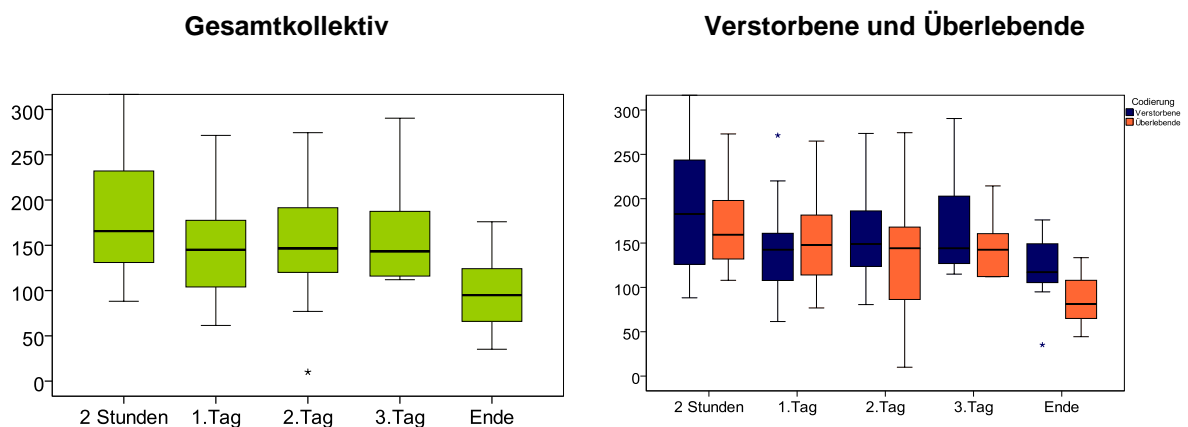 Gesamtkollektiv
300
250
200
150
100
50
0
*
2 Stunden 1.Tag 2.Tag 3.Tag Ende
Verstorbene und Überlebende
Codierung
Verstorbene
Überlebende
300
250
200
150
100
50
0
*
*
2 Stunden 1.Tag 2.Tag 3.Tag Ende